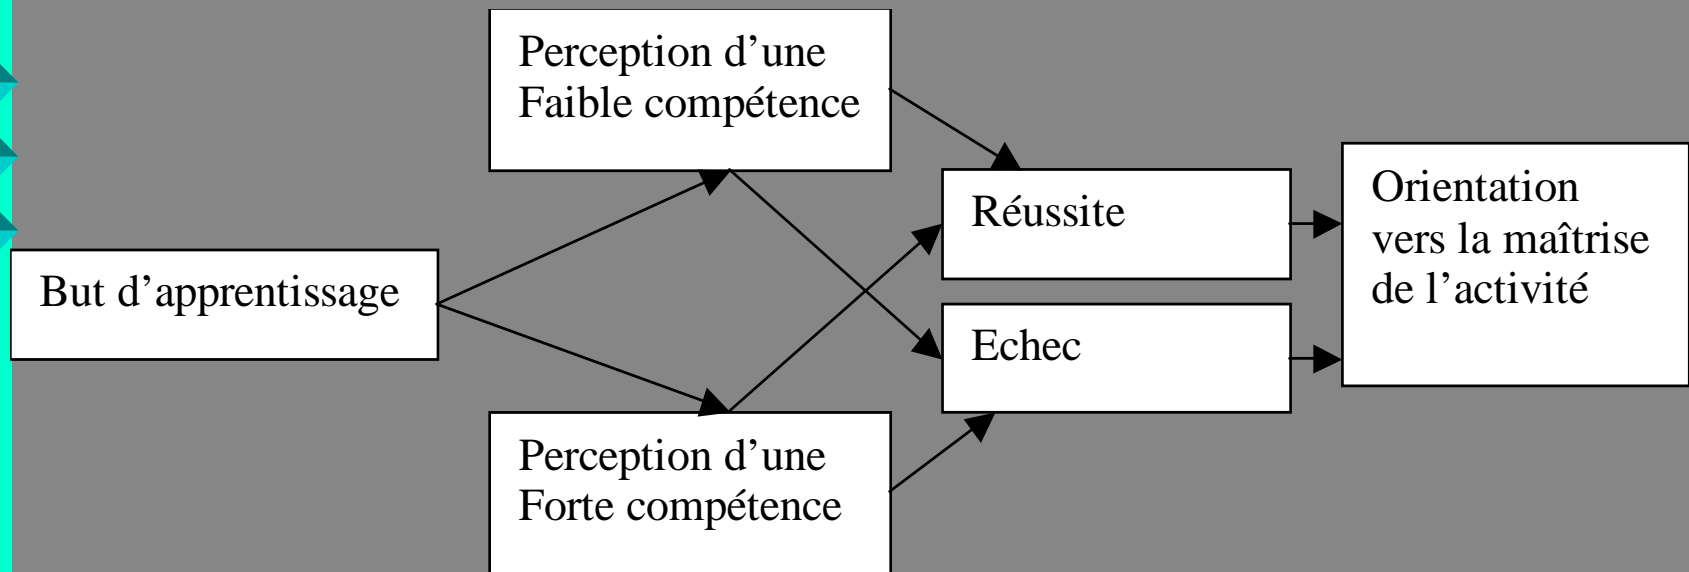 Perception d’une
Faible compétence
Réussite
Orientation
vers la maîtrise
de l’activité
But d’apprentissage
Echec
Perception d’une
Forte compétence